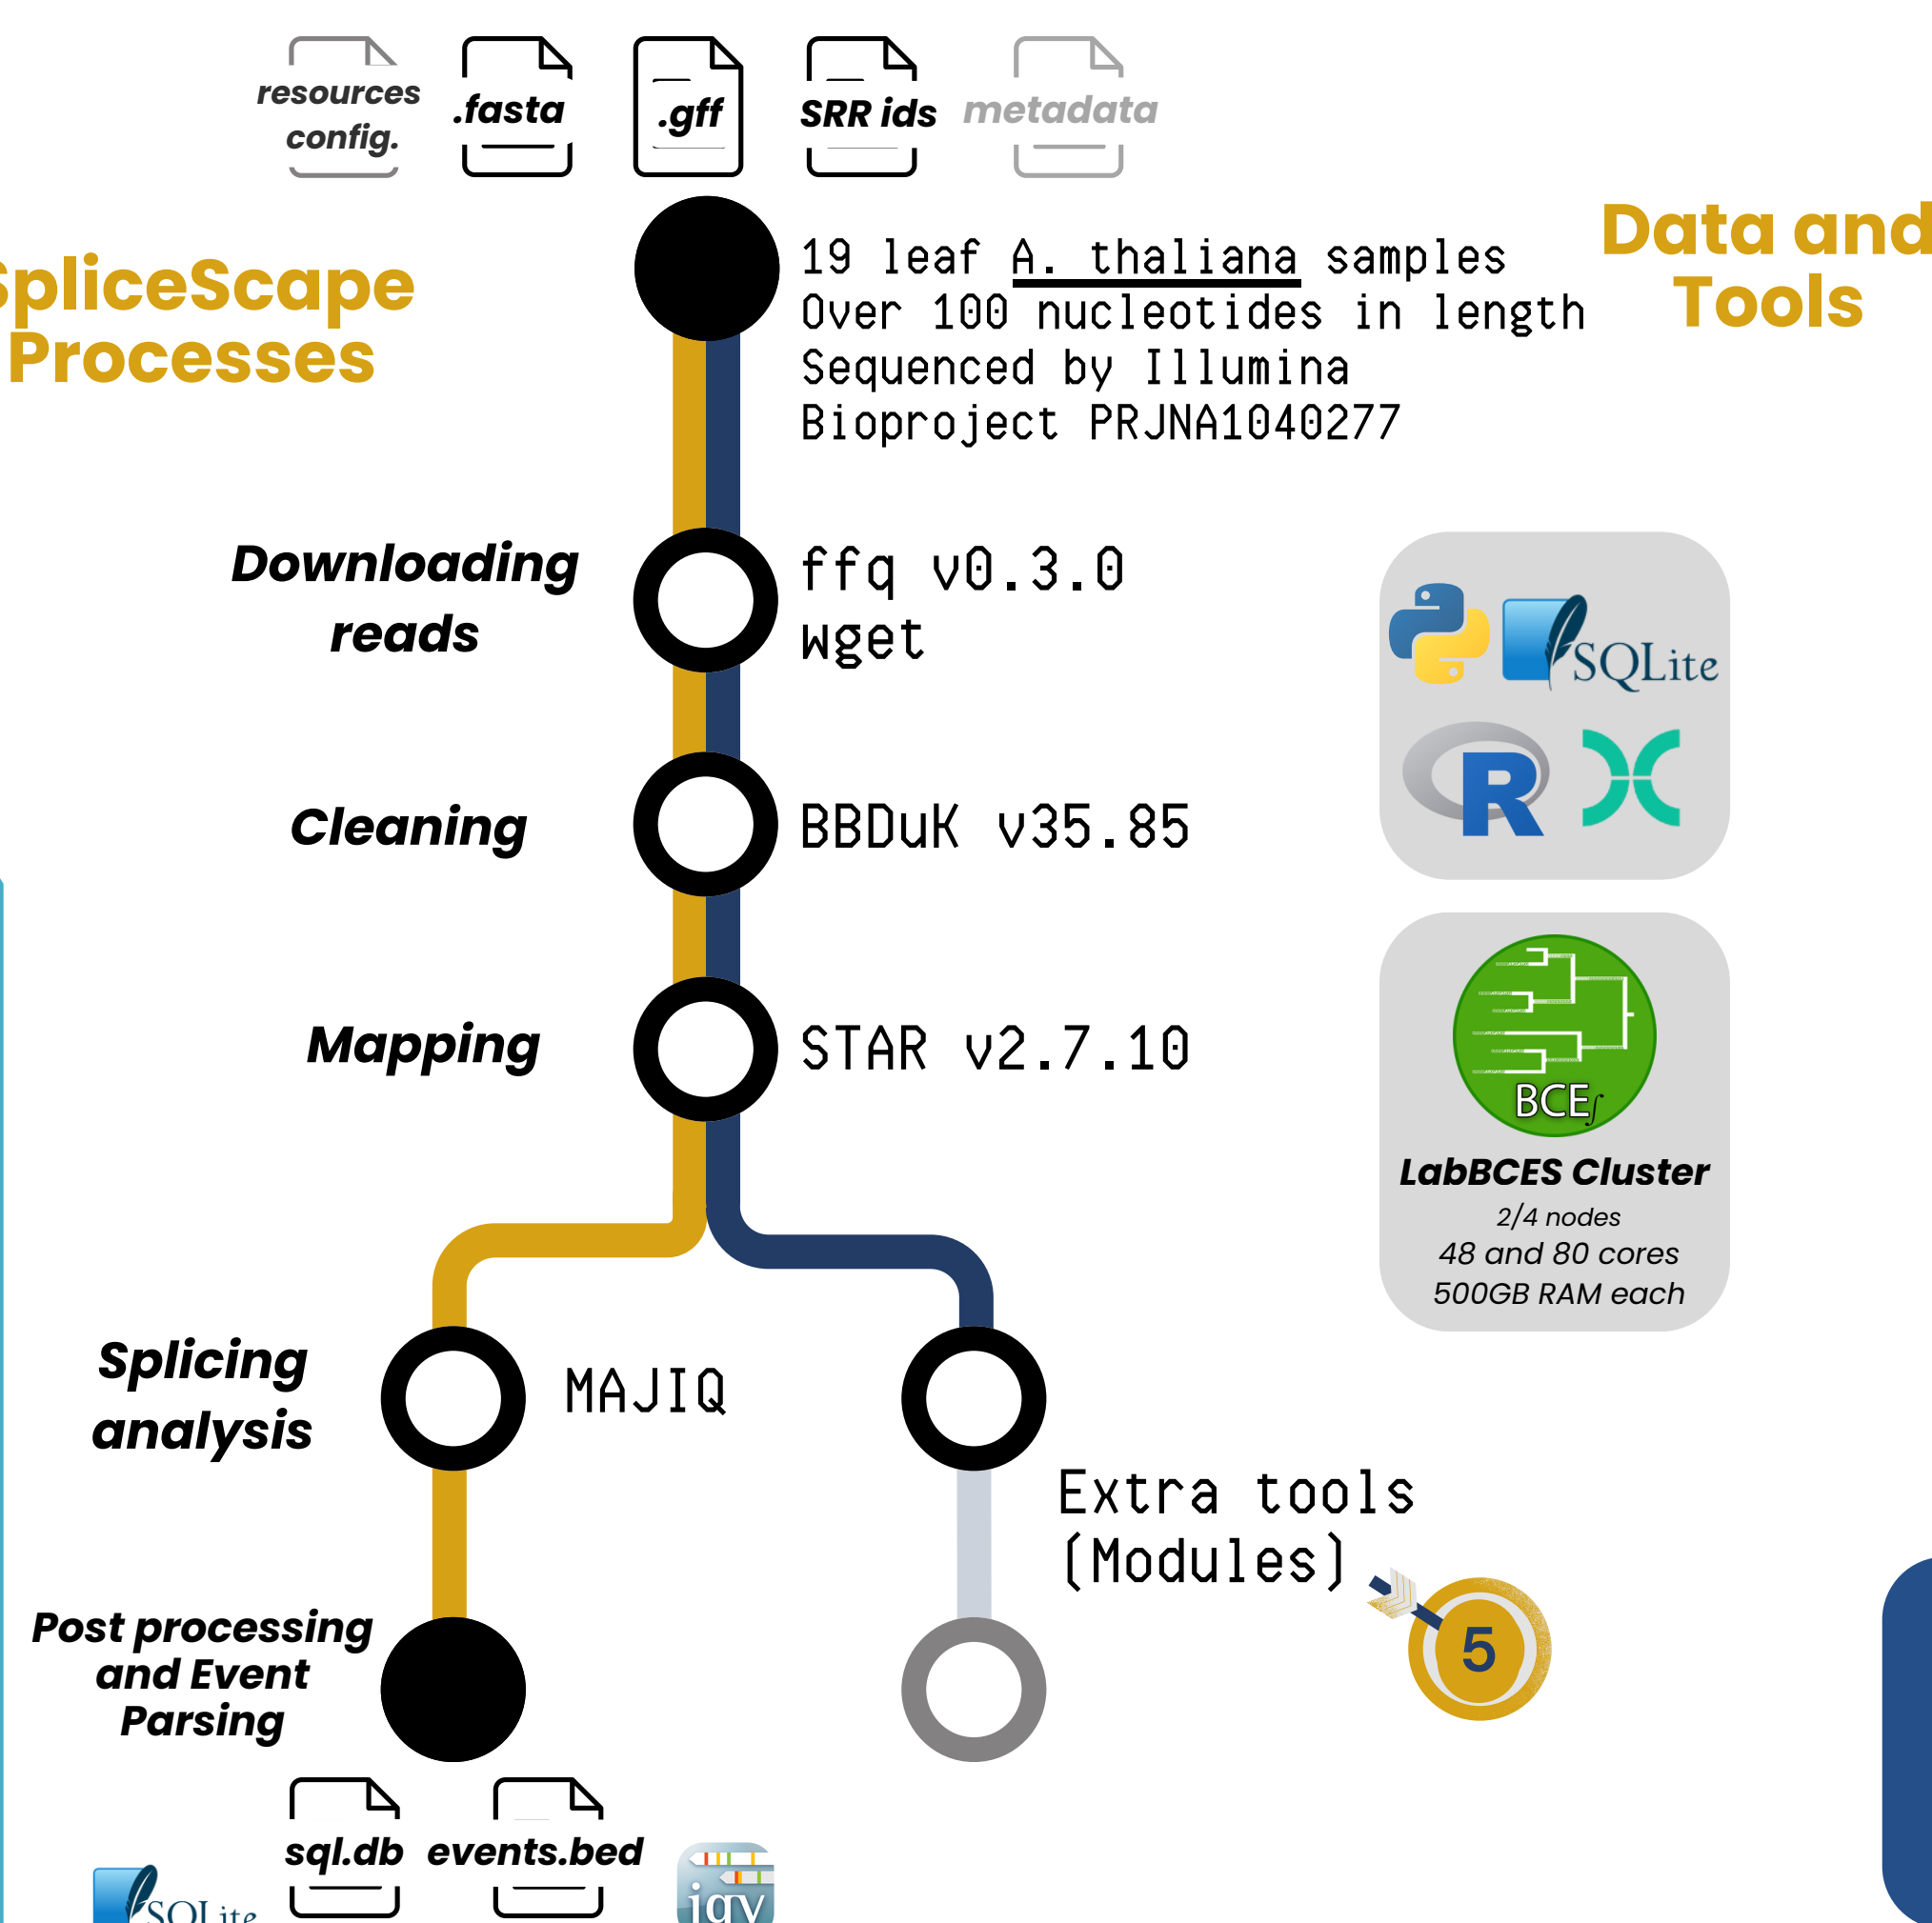 resources
config.
.fasta
.gff
SRR ids
metadata
SpliceScape
Processes
Data and
Tools
19 leaf A. thaliana samples
Over 100 nucleotides in length
Sequenced by Illumina
Bioproject PRJNA1040277
Downloading
reads
ffq v0.3.0
wget
SQLite
R
Cleaning
BBDuK v35.85
Mapping
STAR v2.7.10
BCE
LabBCES Cluster
2/4 nodes
48 and 80 cores
500GB RAM each
Splicing
analysis
MAJIQ
Extra tools
(Modules)
5
Post processing
and Event
Parsing
sql.db
events.bed
SQLite
igv